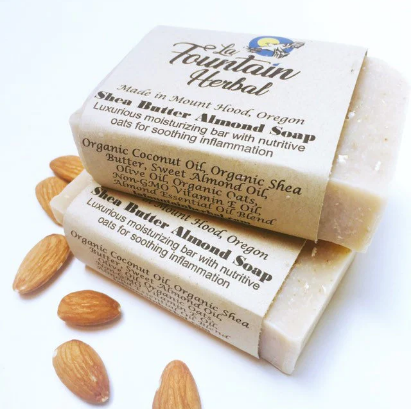 La
Fountain
Herbal
Made in Mount Hood, Oregon
Shea Butter Almond Soap
Luxurious moisturizing bar with nutritive
oats for soothing inflammation
Organic Coconut Oil, Organic Shea
Butter, Sweet Almond Oil,
Olive Oil, Organic Oats,
Non-GMO Vitamin E Oil,
Almond Essential Oil Blend
Mount Hood, Oregon
Shea Butter Almond Soap
Luxurious moisturizing bar with nutritive
oats for soothing inflammation
Organic Coconut Oil, Organic Shea